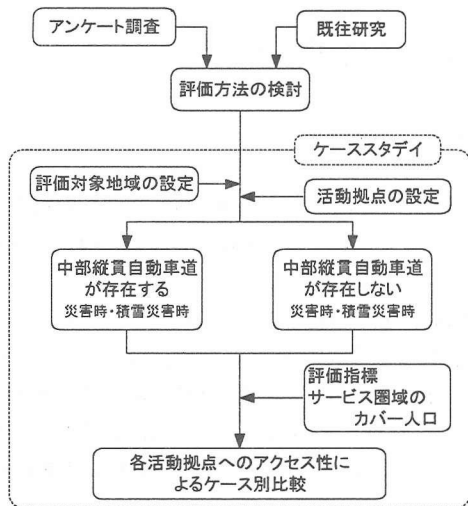 アンケート調査
既往研究
評価方法の検討
ケーススタデイ
評価対象地域の設定
活動拠点の設定
中部縦貫自動車道
が存在する
災害時・積雪災害時
中部縦貫自動車道
が存在しない
災害時・積雪災害時
評価指標
サービス圏域の
カバー人口
各活動拠点へのアクセス性に
よるケース別比較